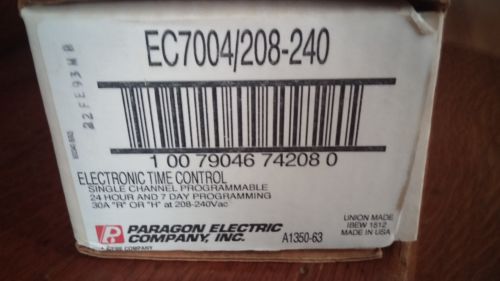 EC7004/208-240
22FE93MB
1 00 79046 74208 0
ELECTRONIC TIME CONTROL
SINGLE CHANNEL PROGRAMMABLE
24 HOUR AND 7 DAY PROGRAMMING
30A "R" OR "H" at 208-240Vac
PARAGON ELECTRIC
COMPANY, INC.
COMPANY
A1350-63
UNION MADE
IBEW 1512
MADE IN USA